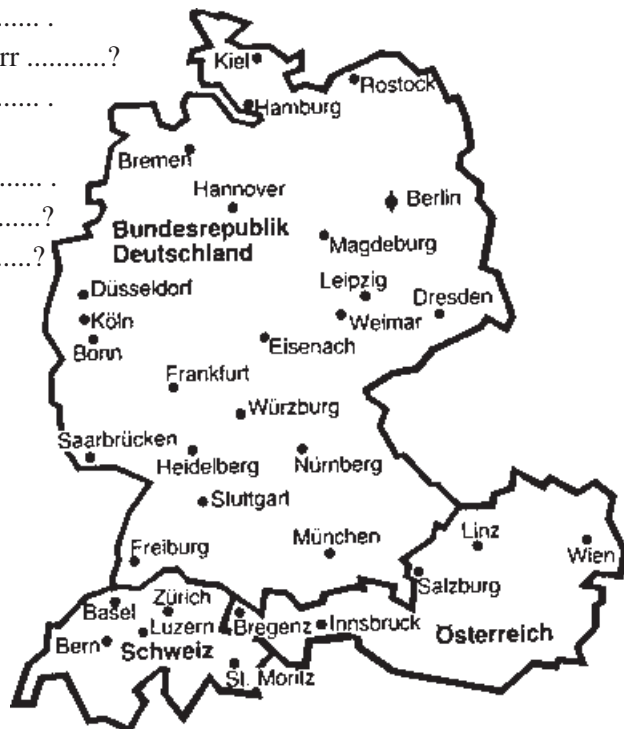 ...... .
rr ...........?
...... .
Kiel
Rostock
Hamburg
Bremen
...... .
Hannover
Berlin
......?
Bundesrepublik
Deutschland
Magdeburg
.....?
Leipzig
Düsseldorf
Dresden
Köln
Weimar
Bonn
Eisenach
Frankfurt
Würzburg
Saarbrücken
Heidelberg
Nürnberg
Stuttgart
München
Linz
Freiburg
Wien
Salzburg
Basel
Zürich
Luzern
Bregenz
Innsbruck
Bern
Schweiz
Österreich
St. Moritz